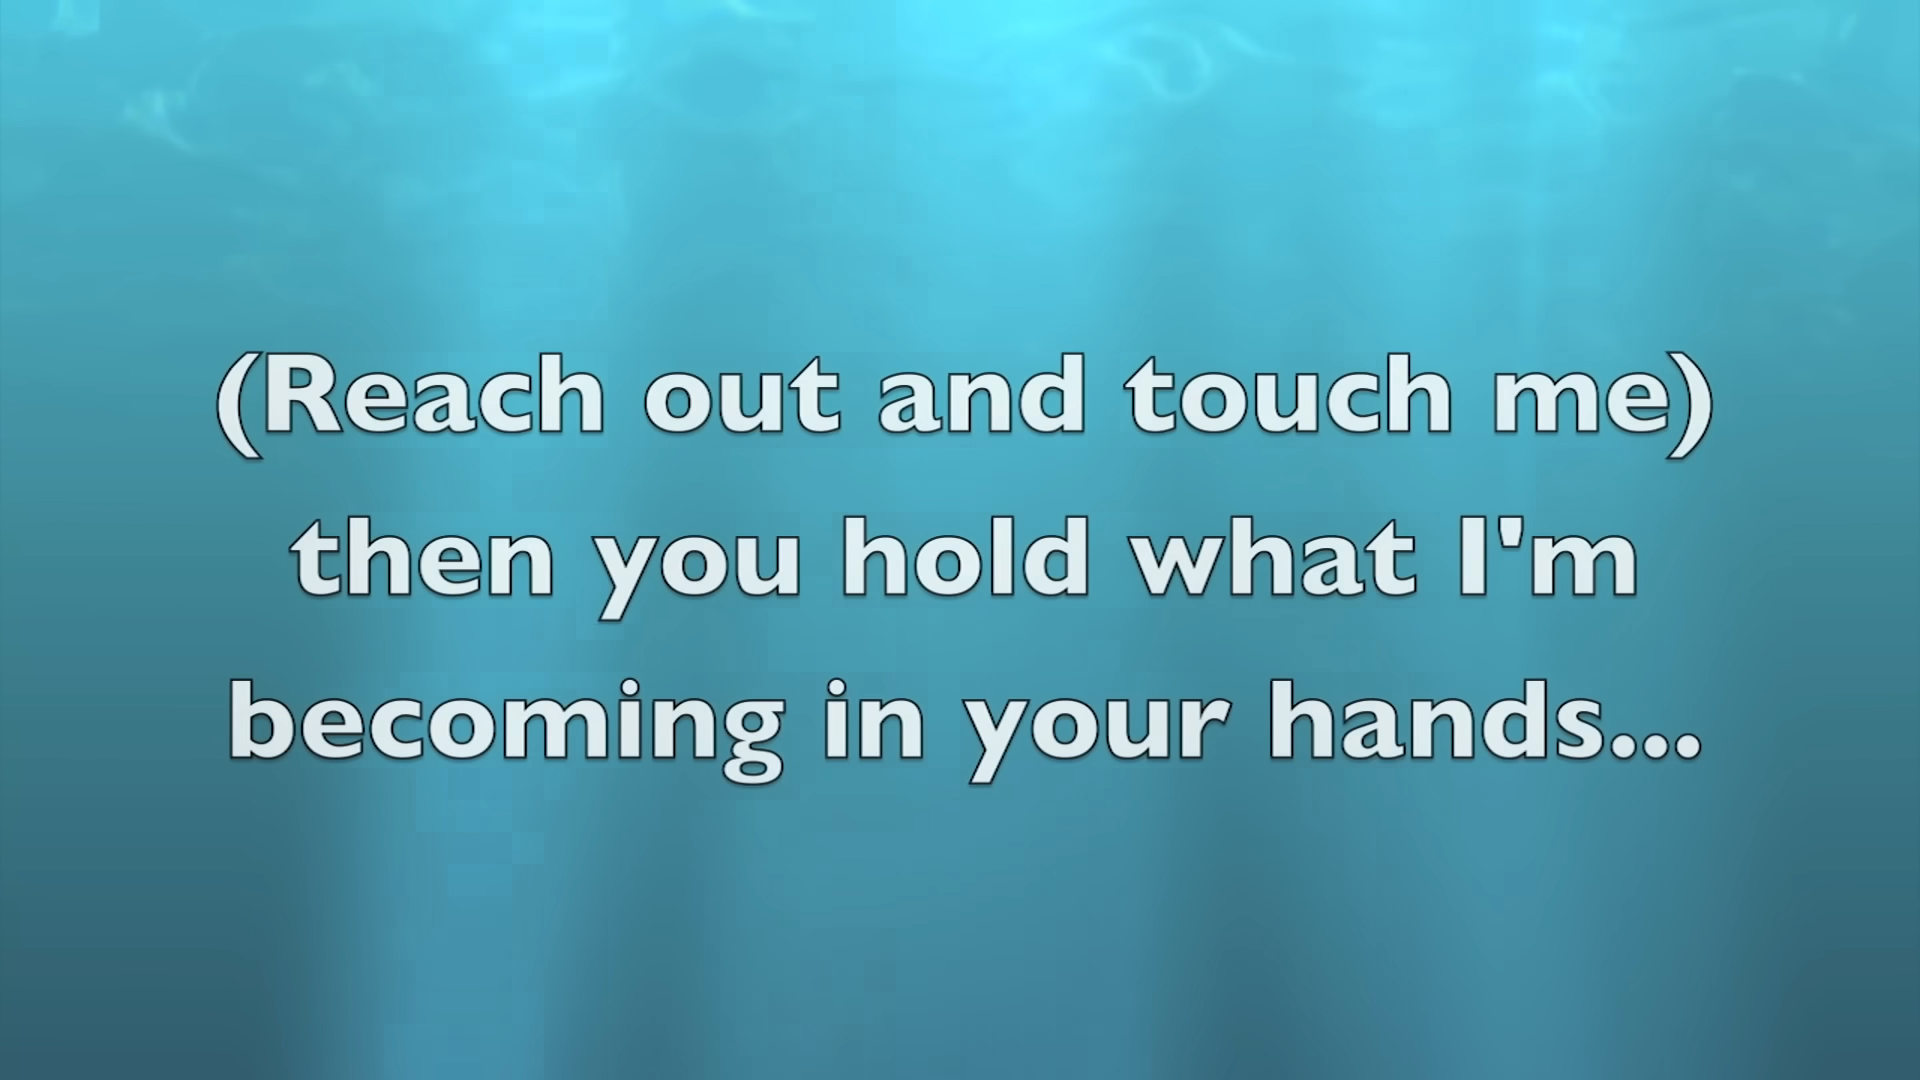 (Reach out and touch me)
then you hold what I'm
becoming in your hands...